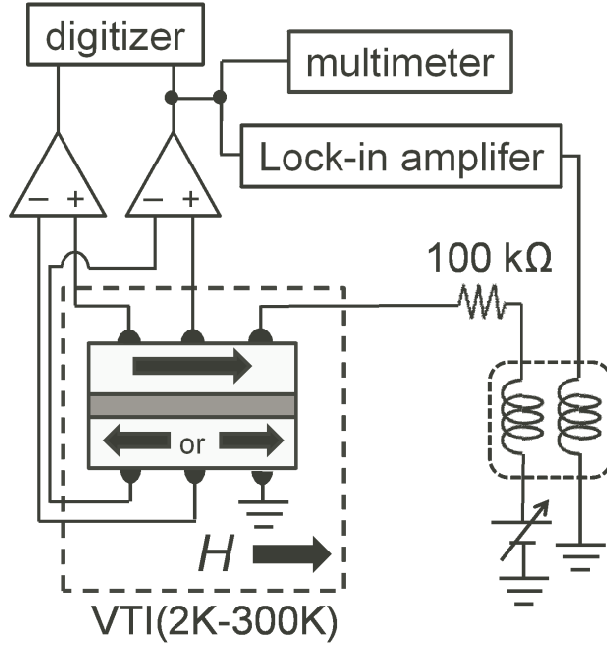 digitizer
multimeter
Lock-in amplifer
− + − +
100 kΩ
or
H
VTI(2K-300K)